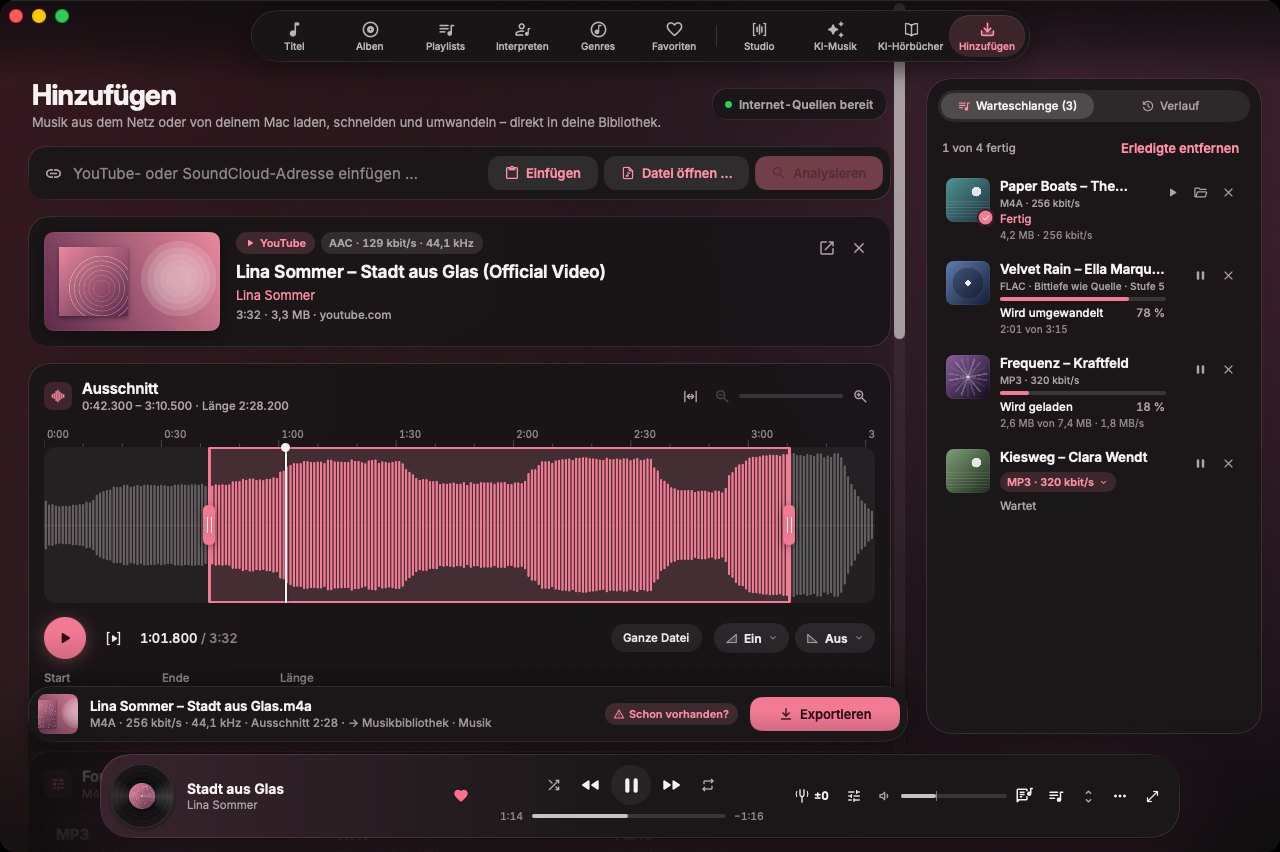 Titel
Alben
Playlists
Interpreten
Genres
Favoriten
Studio
KI-Musik
KI-Hörbücher
Hinzufügen
Hinzufügen
Musik aus dem Netz oder von deinem Mac laden, schneiden und umwandeln – direkt in deine Bibliothek.
Internet-Quellen bereit
YouTube- oder SoundCloud-Adresse einfügen ...
Einfügen
Datei öffnen ...
Analysieren
YouTube
AAC · 129 kbit/s · 44,1 kHz
Lina Sommer – Stadt aus Glas (Official Video)
Lina Sommer
3:32 · 3,3 MB · youtube.com
Ausschnitt
0:42.300 – 3:10.500 · Länge 2:28.200
0:00
0:30
1:00
1:30
2:00
2:30
3:00
3
1:01.800 / 3:32
Ganze Datei
Ein
Aus
Start
Ende
Länge
Lina Sommer – Stadt aus Glas.m4a
M4A · 256 kbit/s · 44,1 kHz · Ausschnitt 2:28 · → Musikbibliothek · Musik
Schon vorhanden?
Exportieren
MP3
Stadt aus Glas
Lina Sommer
1:14
−1:16
±0
Warteschlange (3)
Verlauf
1 von 4 fertig
Erledigte entfernen
Paper Boats – The...
M4A · 256 kbit/s
Fertig
4,2 MB · 256 kbit/s
Velvet Rain – Ella Marqu...
FLAC · Bittiefe wie Quelle · Stufe 5
Wird umgewandelt
78 %
2:01 von 3:15
Frequenz – Kraftfeld
MP3 · 320 kbit/s
Wird geladen
18 %
2,6 MB von 7,4 MB · 1,8 MB/s
Kiesweg – Clara Wendt
MP3 · 320 kbit/s
Wartet